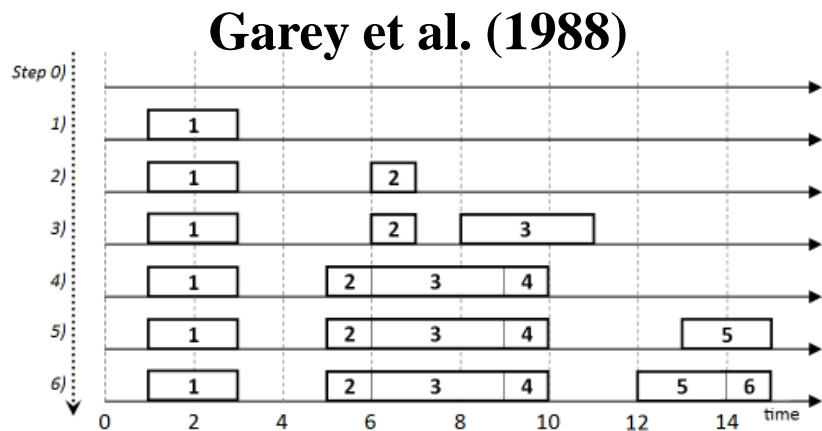 Garey et al. (1988)
Step 0)
1) 1
2) 1 2
3) 1 2 3
4) 1 2 3 4
5) 1 2 3 4 5
6) 1 2 3 4 5 6
0 2 4 6 8 10 12 14 time